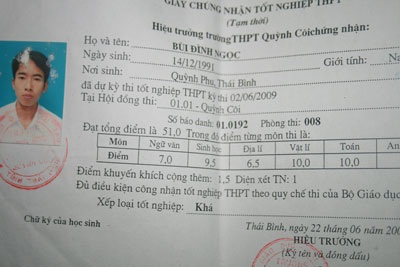 GIẤY CHỨNG NHẬN TỐT NGHIỆP THPT
(Tạm thời)
Hiệu trưởng trường THPT Quỳnh Côi chứng nhận:
Họ và tên: BÙI ĐÌNH NGỌC
Ngày sinh: 14/12/1991 Giới tính:
Nơi sinh: Quỳnh Phụ, Thái Bình
đã dự kỳ thi tốt nghiệp THPT kỳ thi 02/06/2009
Tại Hội đồng thi: 01.01 - Quỳnh Côi
Số báo danh: 01.0192 Phòng thi: 008
Đạt tổng điểm là 51,0 Trong đó điểm từng môn thi là:
Môn Ngữ văn Sinh học Địa lí Vật lí Toán
Điểm 7,0 9,5 6,5 10,0 10,0
Điểm khuyến khích cộng thêm: 1,5 Diện xét TN: 1
Đủ điều kiện công nhận tốt nghiệp THPT theo quy chế thi của Bộ Giáo dục
Xếp loại tốt nghiệp: Khá
Thái Bình, ngày 22 tháng 06 năm
Chữ ký của học sinh HIỆU TRƯỞNG
(Ký tên và đóng dấu)